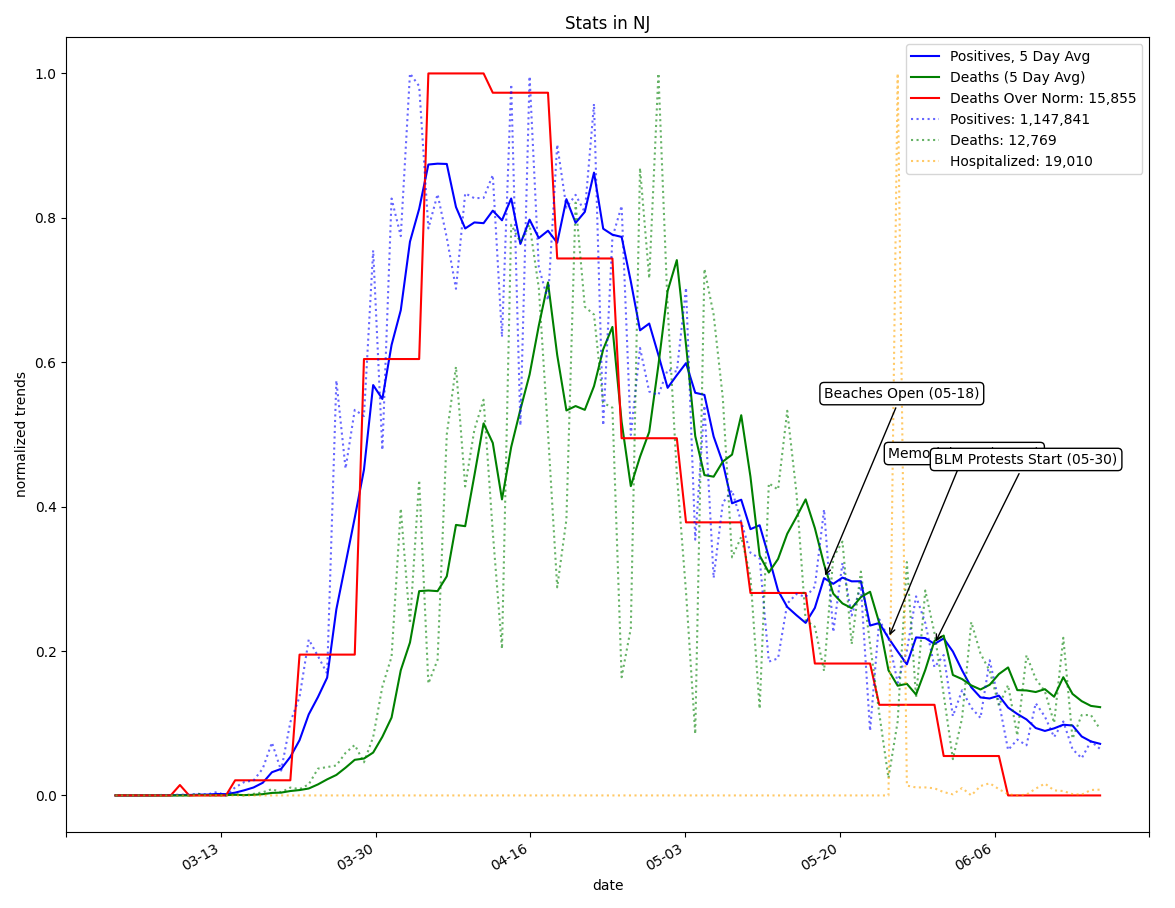 Stats in NJ
Positives, 5 Day Avg
Deaths (5 Day Avg)
Deaths Over Norm: 15,855
Positives: 1,147,841
Deaths: 12,769
Hospitalized: 19,010
1.0
0.8
0.6
0.4
0.2
0.0
normalized trends
Beaches Open (05-18)
BLM Protests Start (05-30)
03-13
03-30
04-16
05-03
05-20
06-06
date